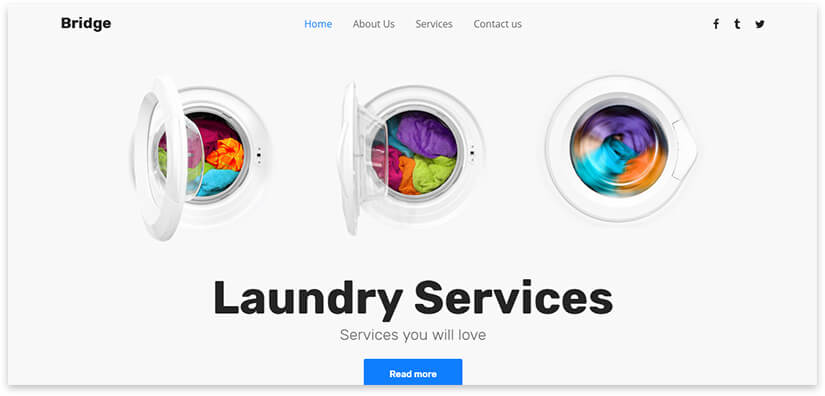 Bridge
Home About Us Services Contact us
Laundry Services
Services you will love
Read more